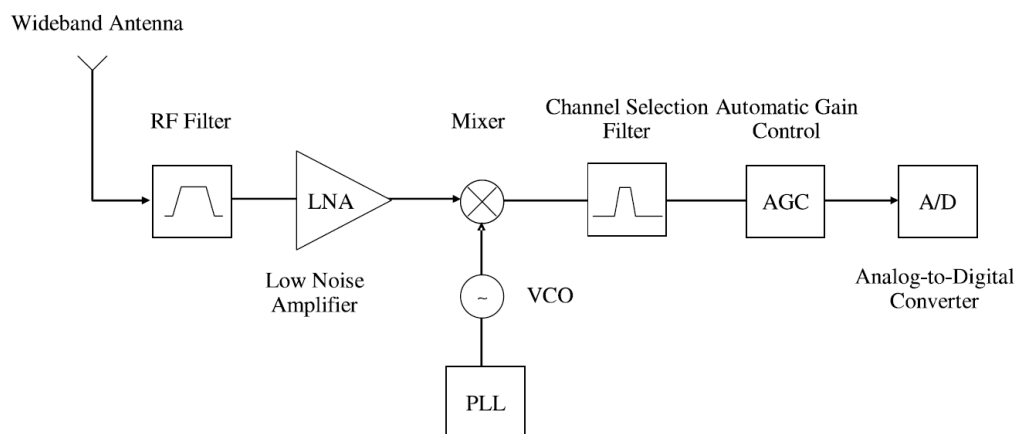 Wideband Antenna
RF Filter
Mixer
Channel Selection
Filter
Automatic Gain
Control
LNA
AGC
A/D
Low Noise
Amplifier
~
VCO
Analog-to-Digital
Converter
PLL